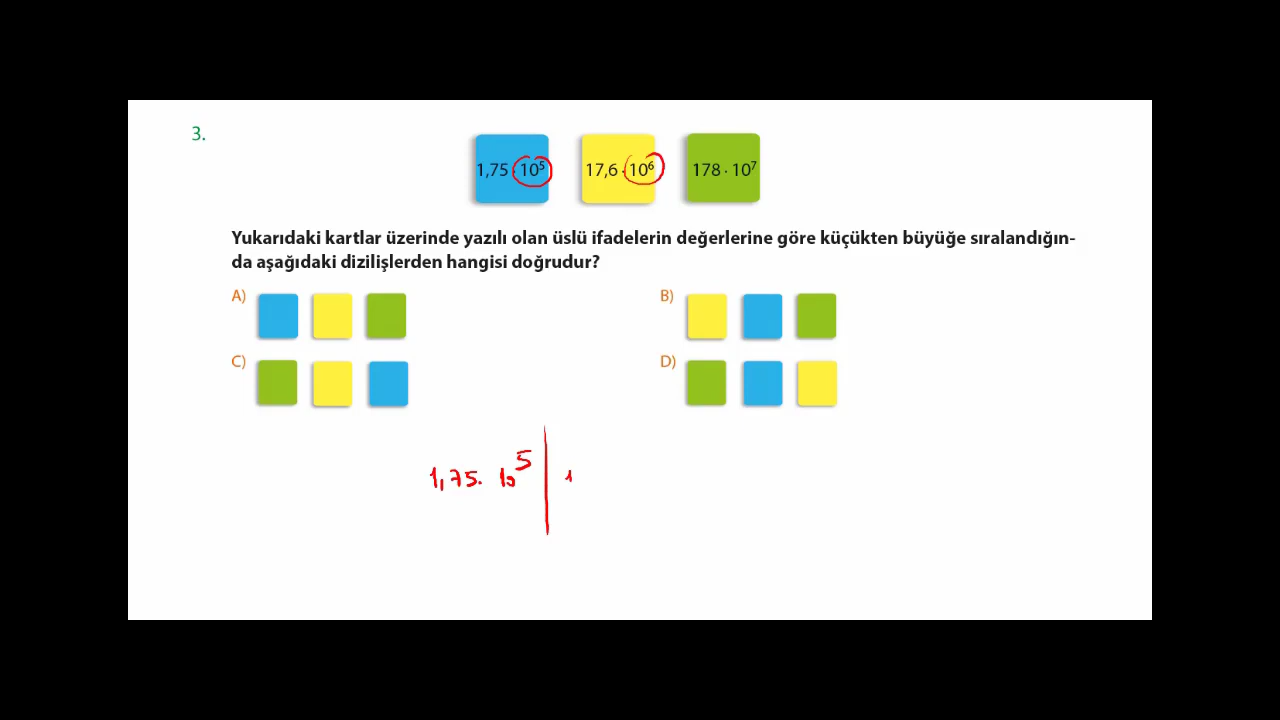 3.
1,75 · 10⁵ 17,6 · 10⁶ 178 · 10⁷
Yukarıdaki kartlar üzerinde yazılı olan üslü ifadelerin değerlerine göre küçükten büyüğe sıralandığın-
da aşağıdaki dizilişlerden hangisi doğrudur?
A) B)
C) D)
1,75. 10⁵ 1